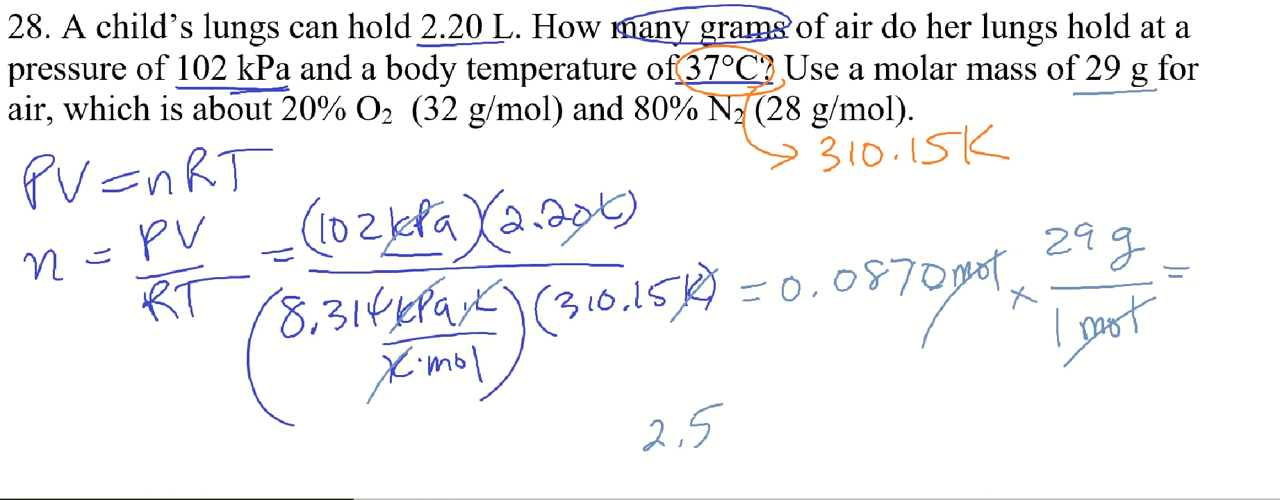 28. A child's lungs can hold 2.20 L. How many grams of air do her lungs hold at a
pressure of 102 kPa and a body temperature of 37°C? Use a molar mass of 29 g for
air, which is about 20% O₂ (32 g/mol) and 80% N₂ (28 g/mol).
310.15K
PV=nRT
n = PV/RT = (102 kPa)(2.20 L)/(8.314 kPa·L/K·mol)(310.15K) = 0.0870 mol × 29 g/1 mol =
2.5